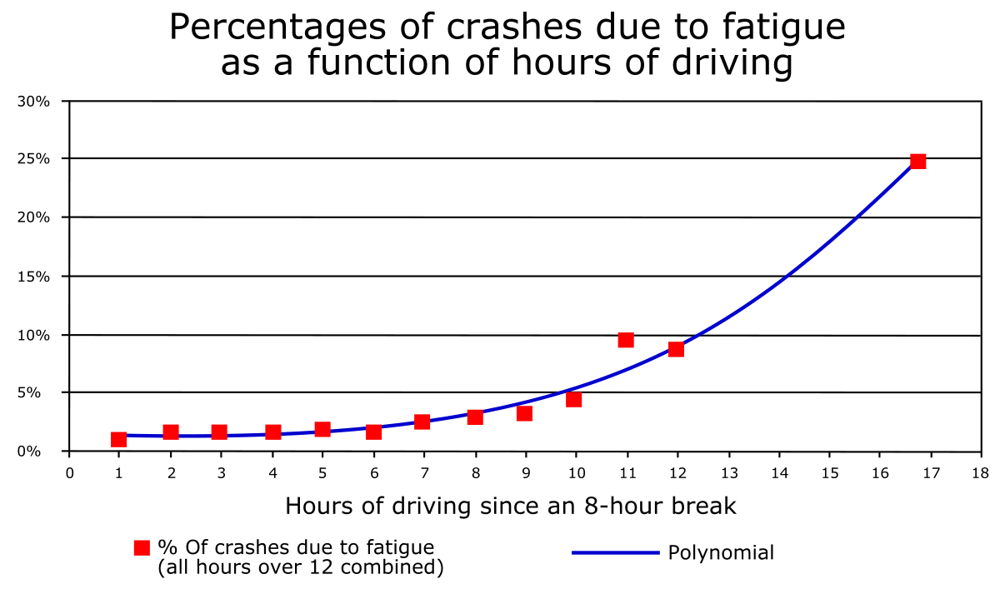 Percentages of crashes due to fatigue
as a function of hours of driving
30%
25%
20%
15%
10%
5%
0%
0 1 2 3 4 5 6 7 8 9 10 11 12 13 14 15 16 17 18
Hours of driving since an 8-hour break
% Of crashes due to fatigue
(all hours over 12 combined)
Polynomial